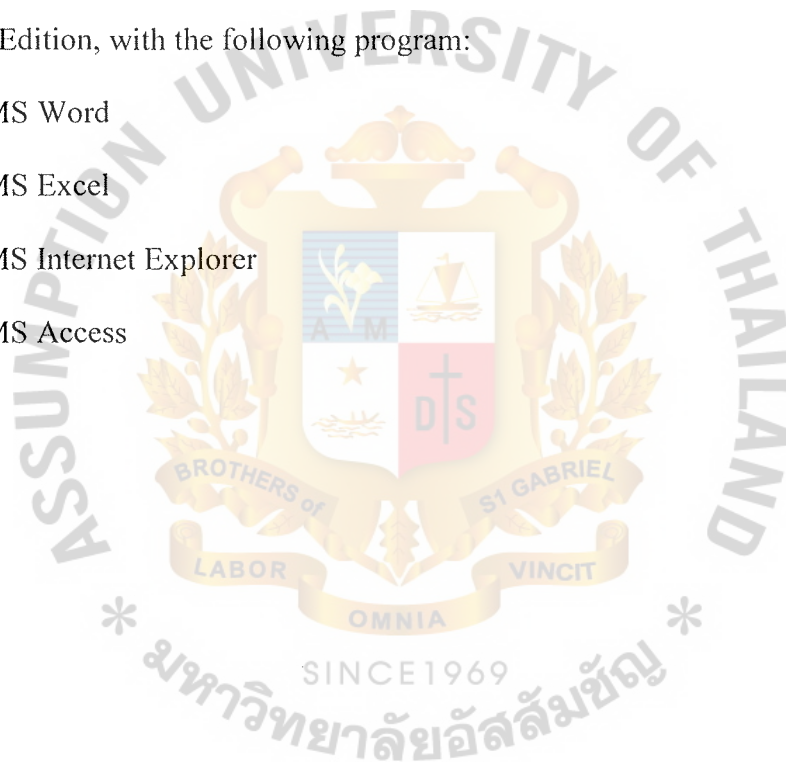 Edition, with the following program:
MS Word
MS Excel
MS Internet Explorer
MS Access
ASSUMPTION UNIVERSITY OF THAILAND
A M
D S
BROTHERS of
S1 GABRIEL
LABOR
VINCIT
OMNIA
SINCE1969
* มหาวิทยาลัยอัสสัมชัญ *